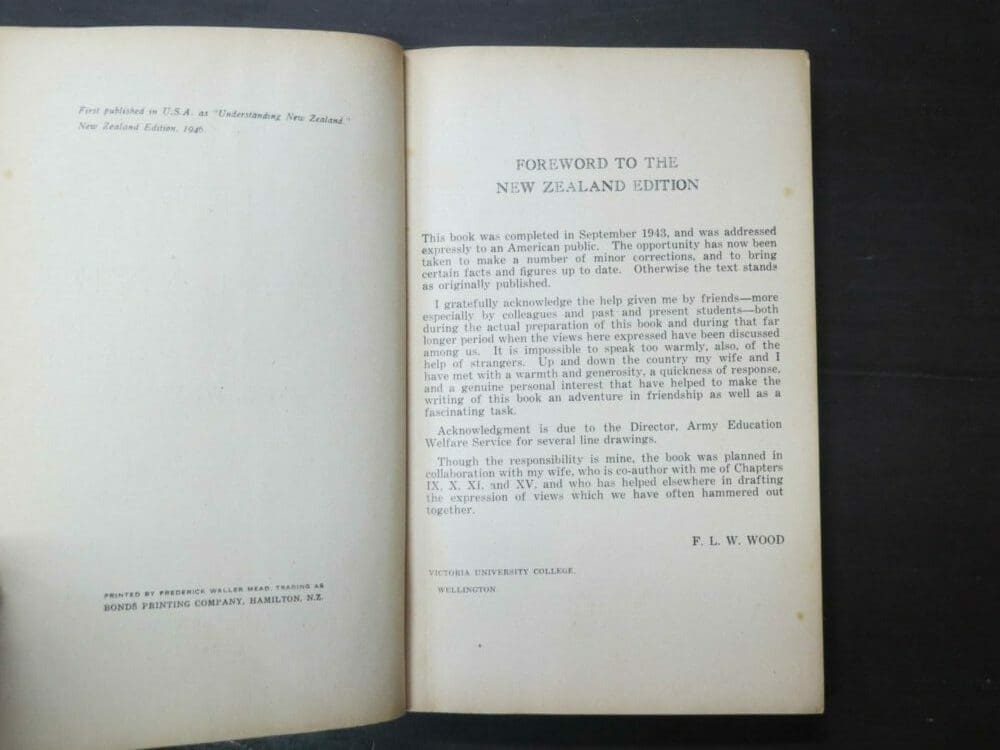 First published in U.S.A. as "Understanding New Zealand."
New Zealand Edition, 1946.
PRINTED BY FREDERICK WALLER MEAD, TRADING AS
BONDS PRINTING COMPANY, HAMILTON, N.Z.
FOREWORD TO THE
NEW ZEALAND EDITION
This book was completed in September 1943, and was addressed
expressly to an American public. The opportunity has now been
taken to make a number of minor corrections, and to bring
certain facts and figures up to date. Otherwise the text stands
as originally published.
I gratefully acknowledge the help given me by friends—more
especially by colleagues and past and present students—both
during the actual preparation of this book and during that far
longer period when the views here expressed have been discussed
among us. It is impossible to speak too warmly, also, of the
help of strangers. Up and down the country my wife and I
have met with a warmth and generosity, a quickness of response,
and a genuine personal interest that have helped to make the
writing of this book an adventure in friendship as well as a
fascinating task.
Acknowledgment is due to the Director, Army Education
Welfare Service for several line drawings.
Though the responsibility is mine, the book was planned in
collaboration with my wife, who is co-author with me of Chapters
IX, X, XI, and XV, and who has helped elsewhere in drafting
the expression of views which we have often hammered out
together.
F. L. W. WOOD
VICTORIA UNIVERSITY COLLEGE,
WELLINGTON